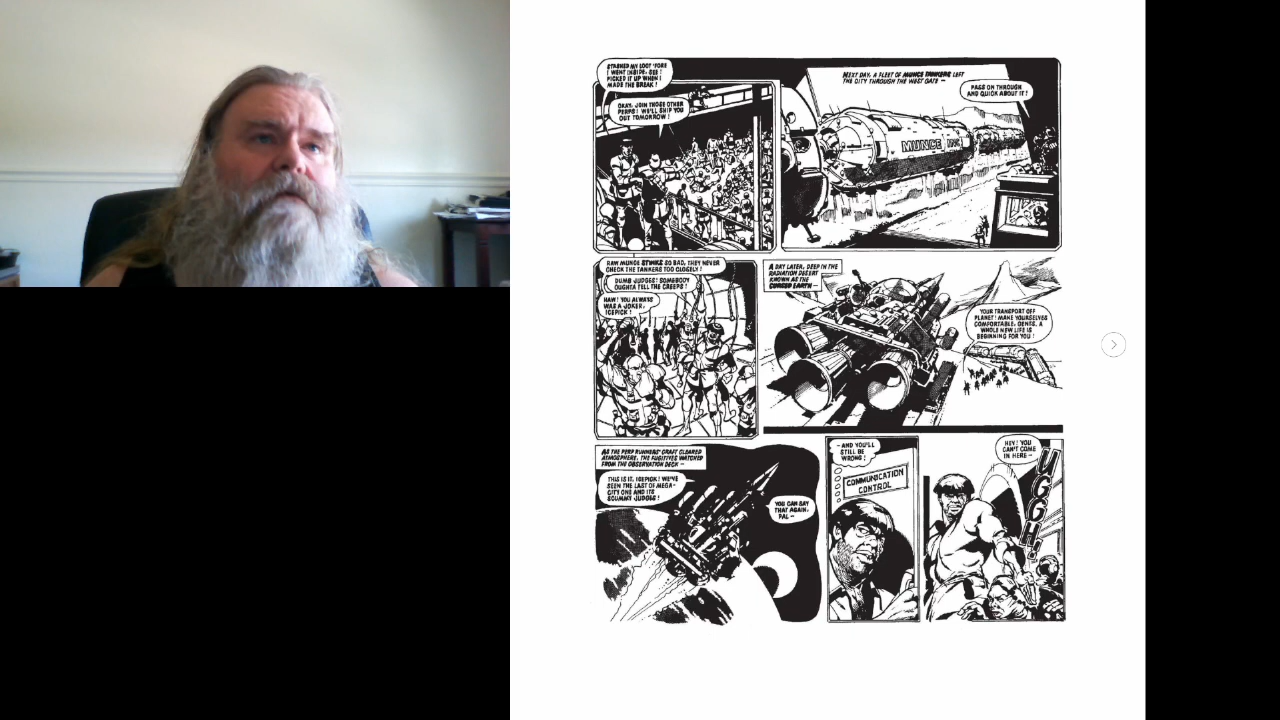 STASHED MY LOOT 'FORE
I WENT INSIDE, SEE!
PICKED IT UP WHEN I
MADE THE BREAK!
OKAY, JOIN THOSE OTHER
PERPS! WE'LL SHIP YOU
OUT TOMORROW!
NEXT DAY, A FLEET OF MUNCE TANKERS LEFT
THE CITY THROUGH THE WEST GATE —
PASS ON THROUGH
AND QUICK ABOUT IT!
MUNCE INC
RAW MUNCE STINKS SO BAD, THEY NEVER
CHECK THE TANKERS TOO CLOSELY!
DUMB JUDGES! SOMEBODY
OUGHTA TELL THE CREEPS!
HAW! YOU ALWAYS
WAS A JOKER,
ICEPICK!
A DAY LATER, DEEP IN THE
RADIATION DESERT
KNOWN AS THE
CURSED EARTH —
YOUR TRANSPORT OFF
PLANET! MAKE YOURSELVES
COMFORTABLE, GENTS. A
WHOLE NEW LIFE IS
BEGINNING FOR YOU!
AS THE PERP RUNNERS' CRAFT CLEARED
ATMOSPHERE, THE FUGITIVES WATCHED
FROM THE OBSERVATION DECK —
THIS IS IT, ICEPICK! WE'VE
SEEN THE LAST OF MEGA-
CITY ONE AND ITS
SCUMMY JUDGES!
YOU CAN SAY
THAT AGAIN,
PAL —
— AND YOU'LL
STILL BE
WRONG!
COMMUNICATION
CONTROL
HEY! YOU
CAN'T COME
IN HERE —
UGGH!